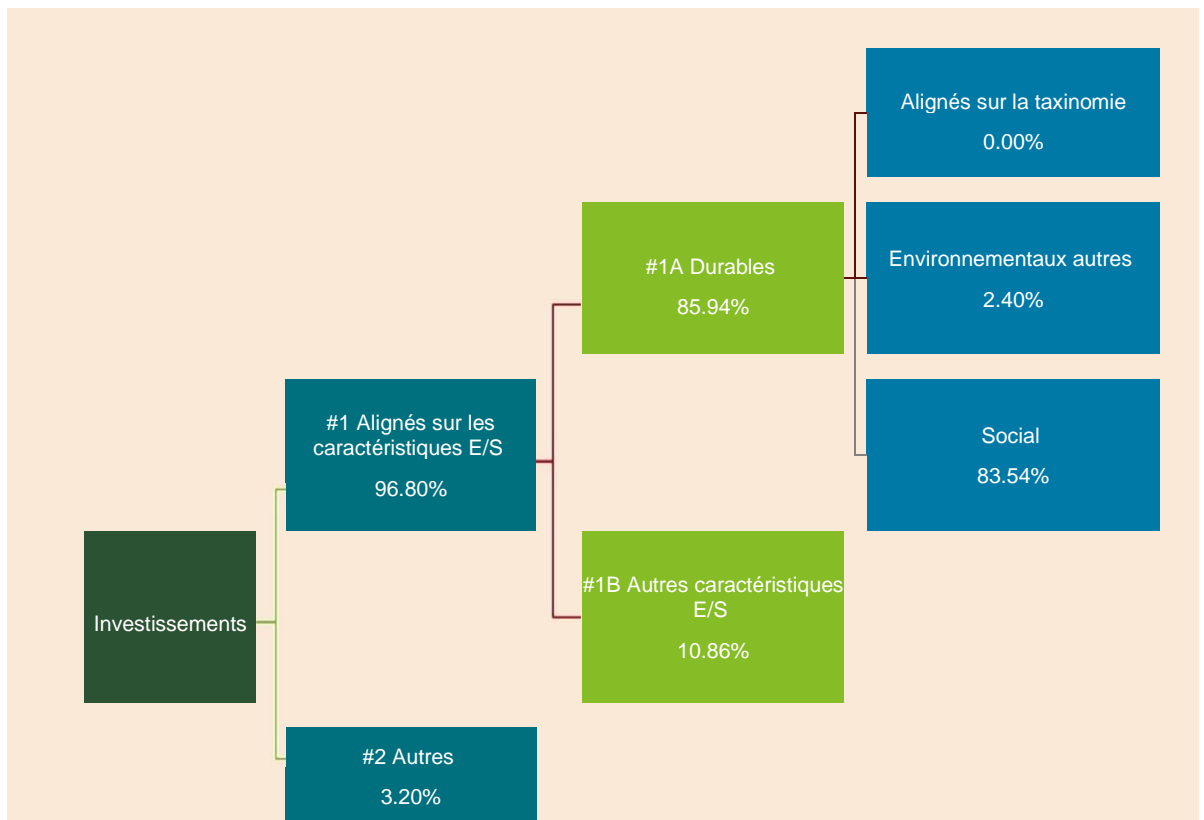 Alignés sur la taxinomie
0.00%
#1A Durables
85.94%
Environnementaux autres
2.40%
#1 Alignés sur les
caractéristiques E/S
96.80%
Social
83.54%
Investissements
#1B Autres caractéristiques
E/S
10.86%
#2 Autres
3.20%